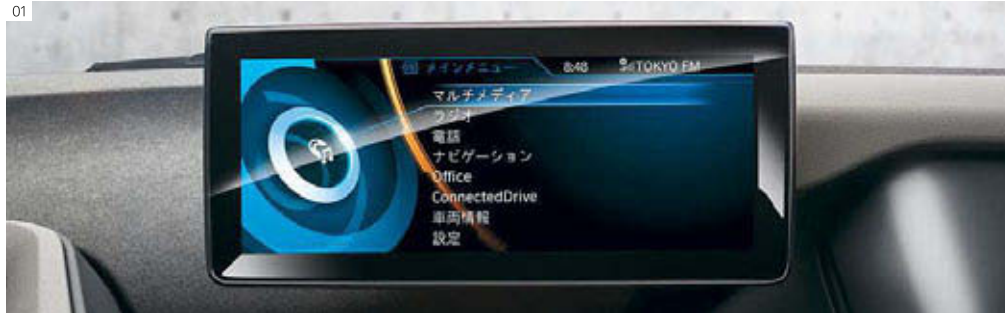 01
メインメニュー 8:48 TOKYO FM
マルチメディア
ラジオ
電話
ナビゲーション
Office
ConnectedDrive
車両情報
設定